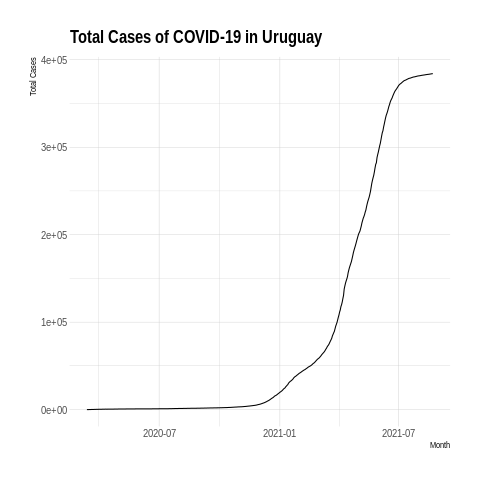 Total Cases of COVID-19 in Uruguay
Total Cases
4e+05
3e+05
2e+05
1e+05
0e+00
2020-07 2021-01 2021-07
Month